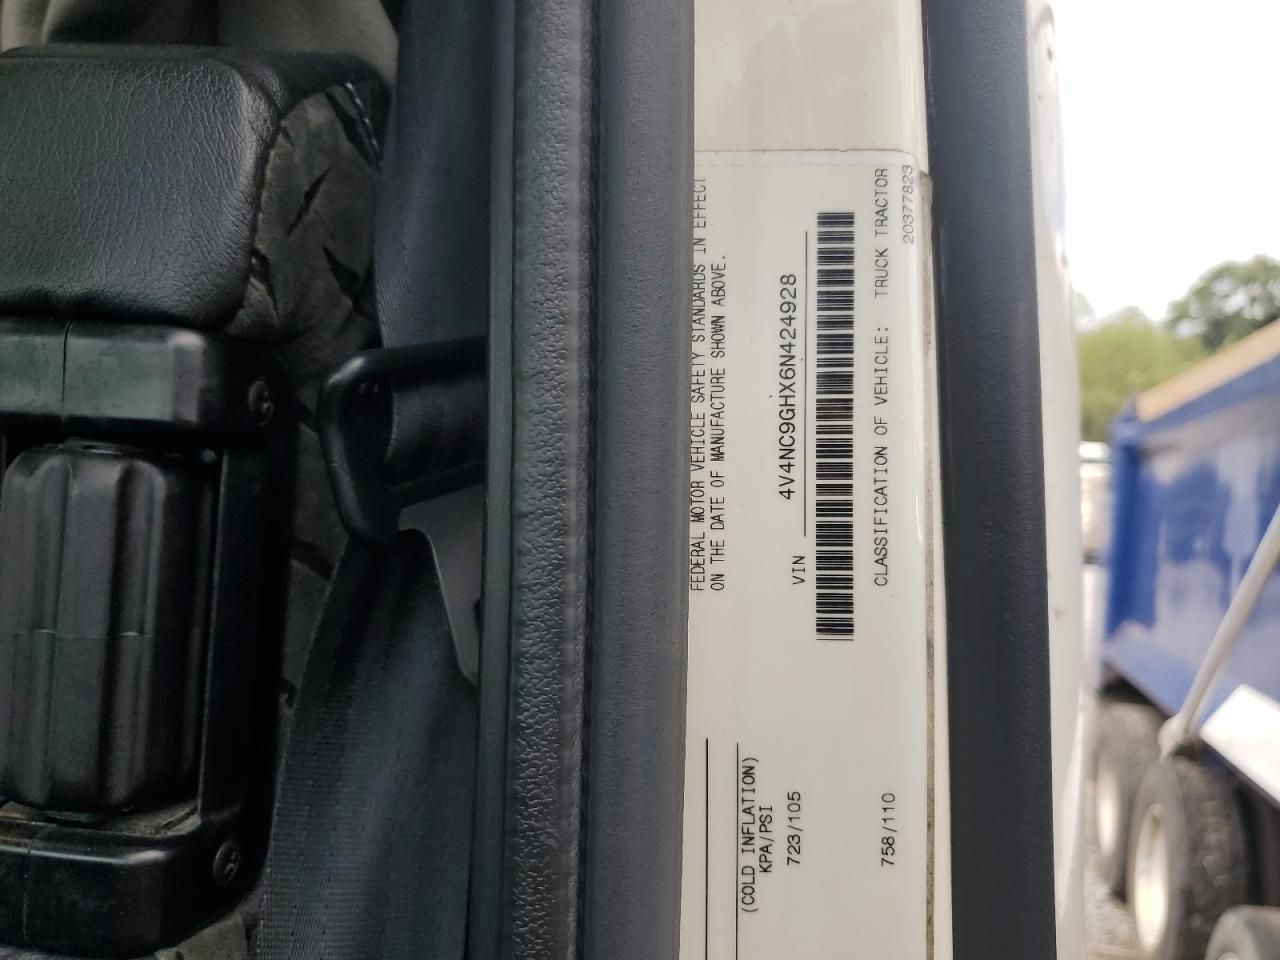 FEDERAL MOTOR VEHICLE SAFETY STANDARDS IN EFFECT
ON THE DATE OF MANUFACTURE SHOWN ABOVE.
VIN 4V4NC9GHX6N424928
CLASSIFICATION OF VEHICLE: TRUCK TRACTOR
20377823
(COLD INFLATION)
KPA/PSI
723/105
758/110